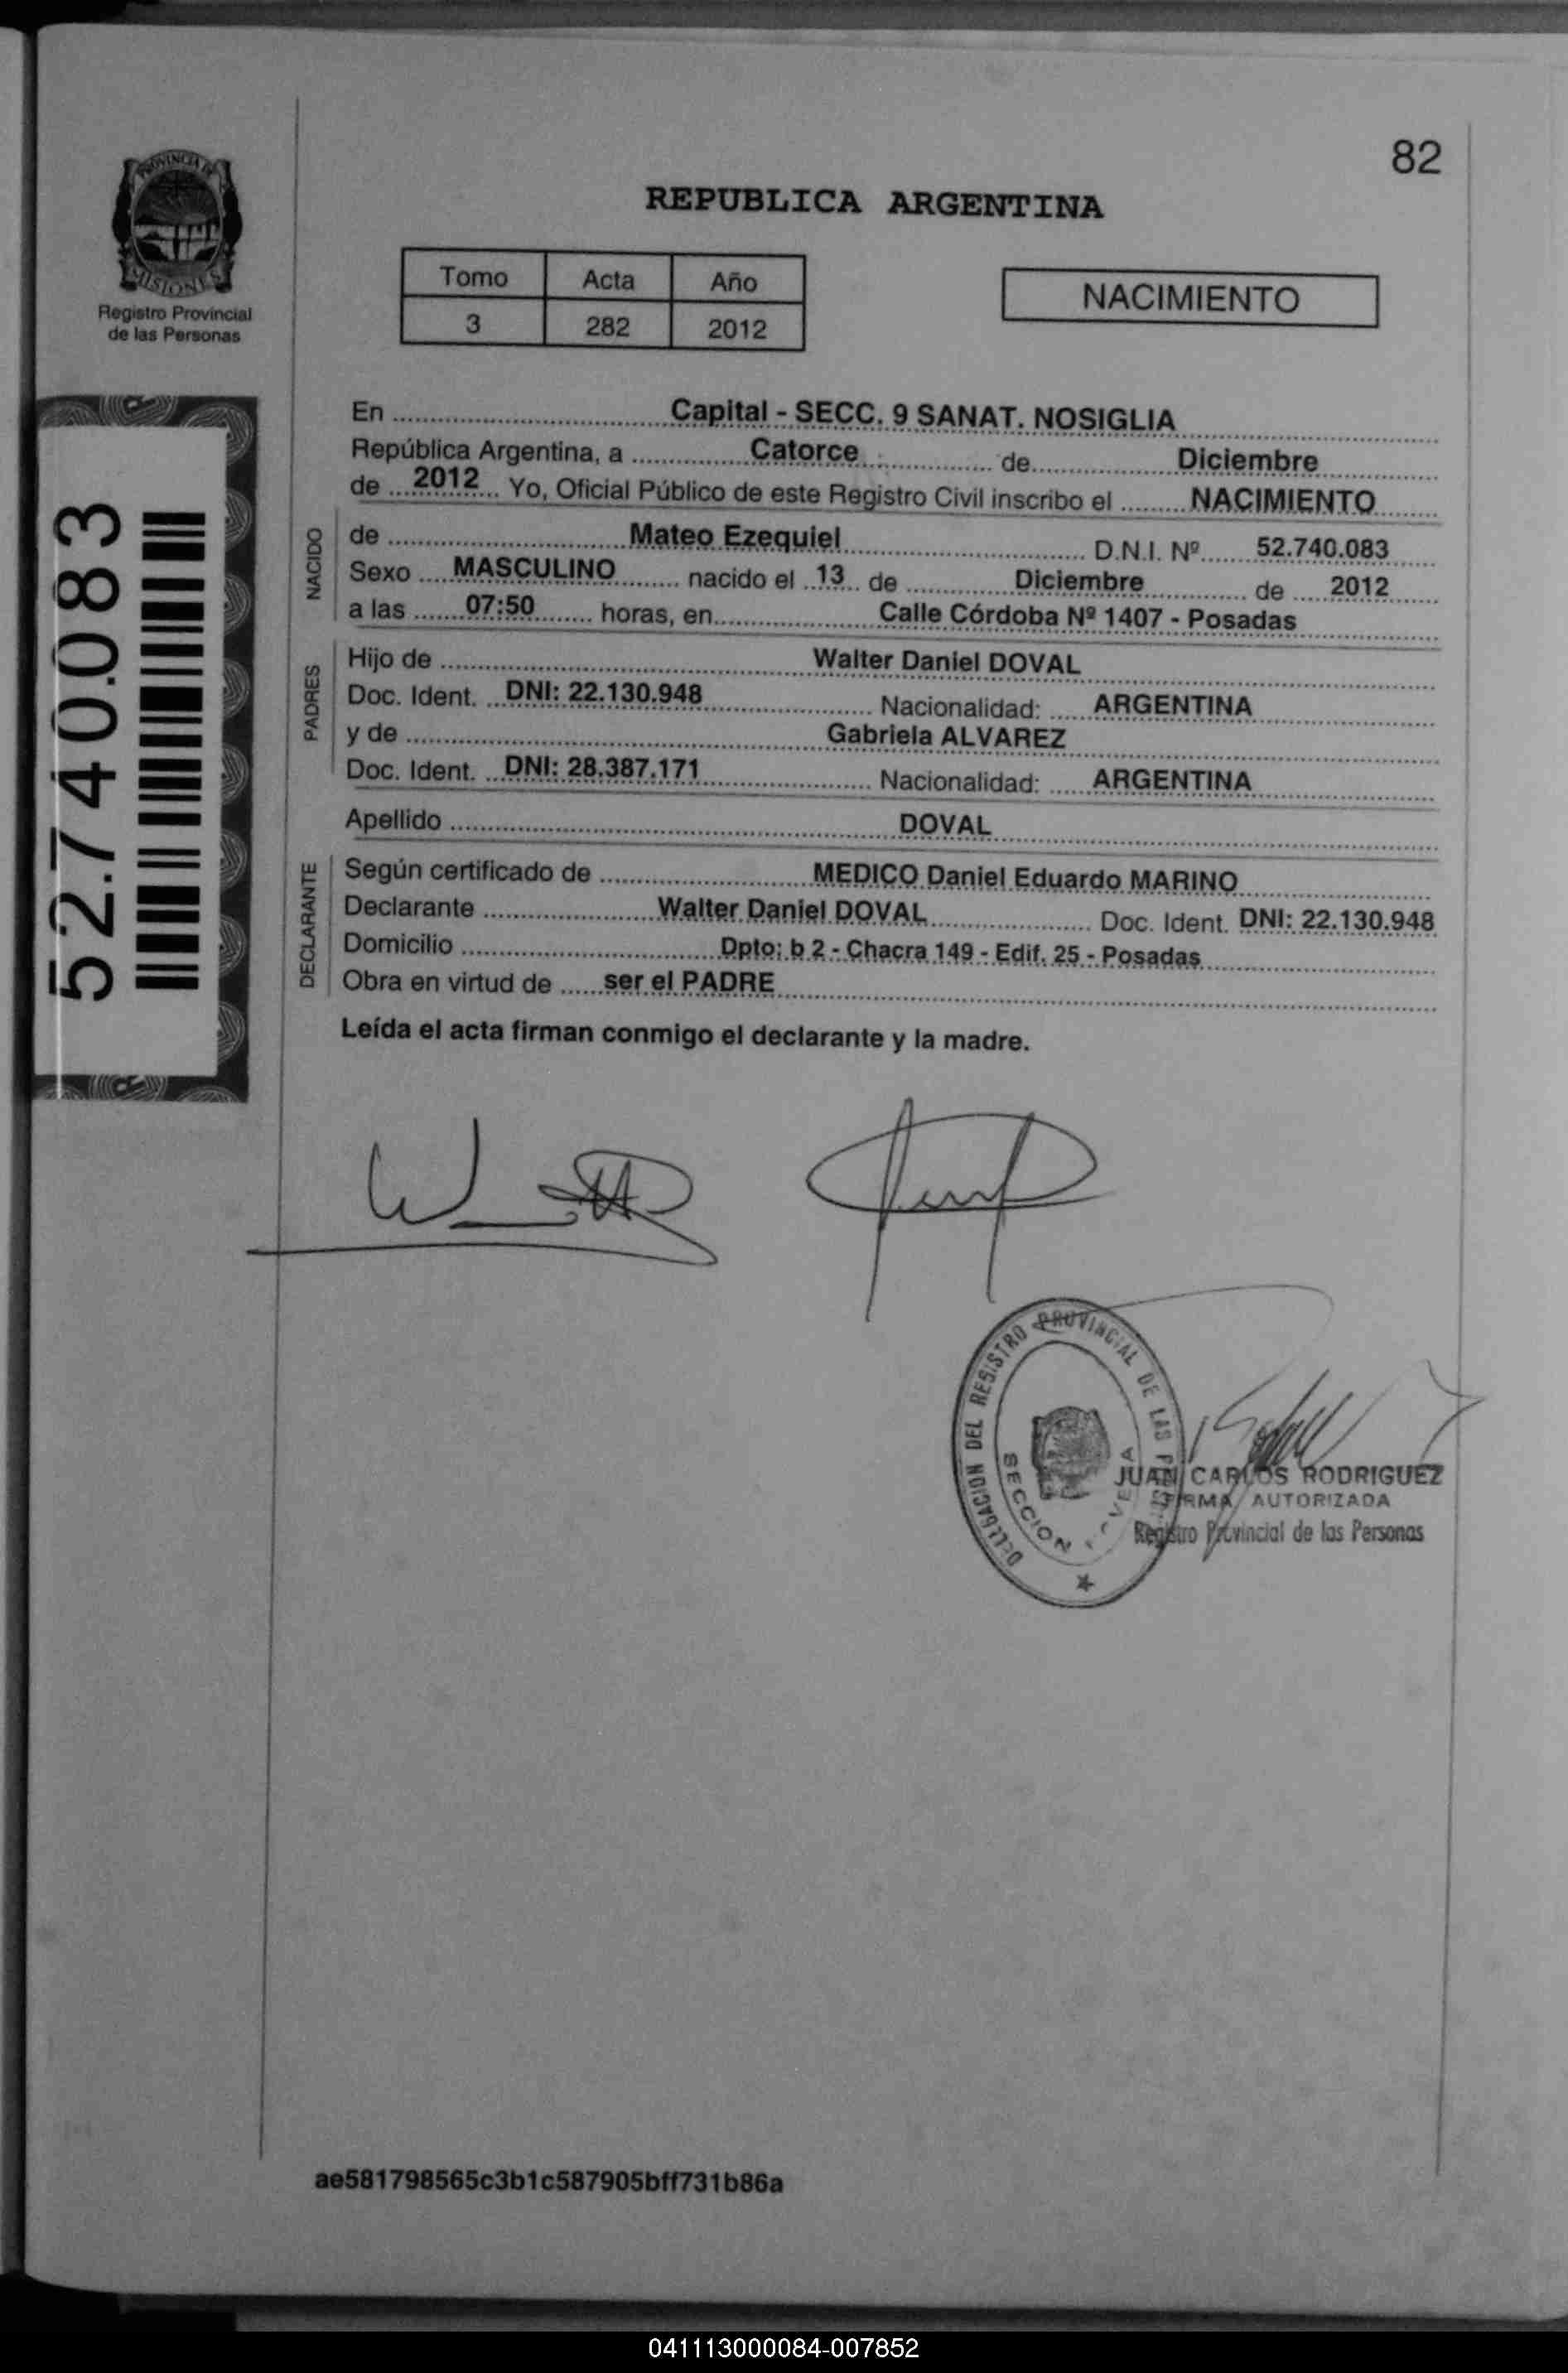 82
REPUBLICA ARGENTINA
PROVINCIA DE
MISIONES
Registro Provincial
de las Personas
Tomo Acta Año
3 282 2012
NACIMIENTO
52.740.083
En Capital - SECC. 9 SANAT. NOSIGLIA
República Argentina, a Catorce de Diciembre
de 2012 Yo, Oficial Público de este Registro Civil inscribo el NACIMIENTO
NACIDO
de Mateo Ezequiel D.N.I. Nº 52.740.083
Sexo MASCULINO nacido el 13 de Diciembre de 2012
a las 07:50 horas, en Calle Córdoba Nº 1407 - Posadas
PADRES
Hijo de Walter Daniel DOVAL
Doc. Ident. DNI: 22.130.948 Nacionalidad: ARGENTINA
y de Gabriela ALVAREZ
Doc. Ident. DNI: 28.387.171 Nacionalidad: ARGENTINA
Apellido DOVAL
DECLARANTE
Según certificado de MEDICO Daniel Eduardo MARINO
Declarante Walter Daniel DOVAL Doc. Ident. DNI: 22.130.948
Domicilio Dpto: b 2 - Chacra 149 - Edif. 25 - Posadas
Obra en virtud de ser el PADRE
Leída el acta firman conmigo el declarante y la madre.
DELEGACION DEL REGISTRO PROVINCIAL DE LAS
SECCION
JUAN CARLOS RODRIGUEZ
FIRMA AUTORIZADA
Registro Provincial de las Personas
ae581798565c3b1c587905bff731b86a
041113000084-007852